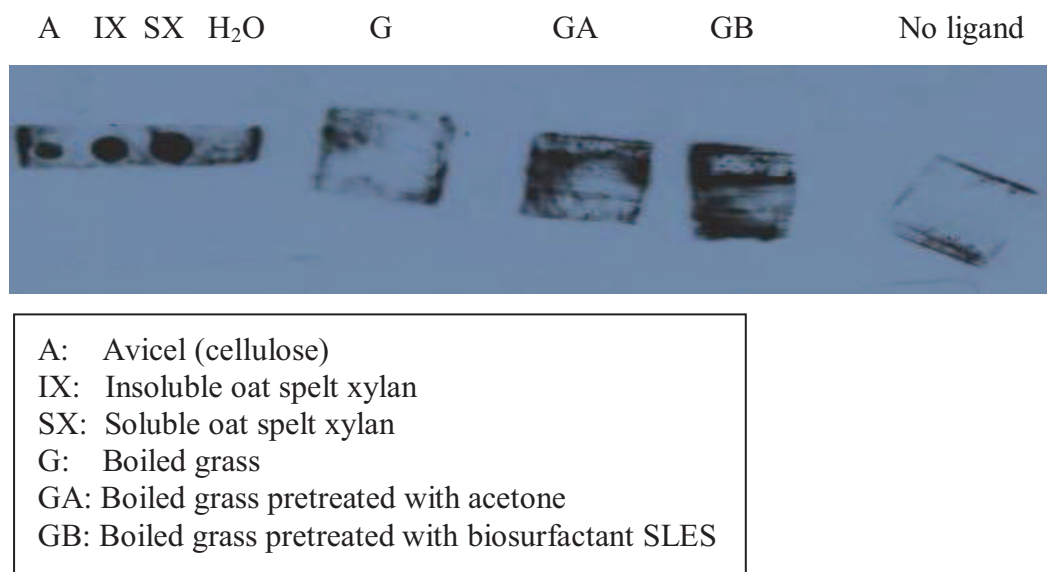 A IX SX H₂O G GA GB No ligand
A: Avicel (cellulose)
IX: Insoluble oat spelt xylan
SX: Soluble oat spelt xylan
G: Boiled grass
GA: Boiled grass pretreated with acetone
GB: Boiled grass pretreated with biosurfactant SLES